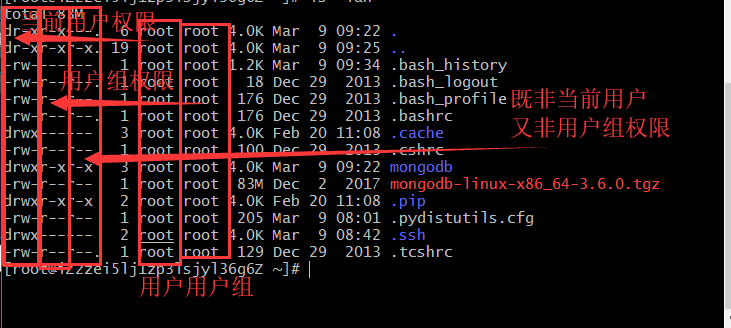 total 83M
dr-xr-x---. 6 root root 4.0K Mar 9 09:22 .
dr-xr-xr-x. 19 root root 4.0K Mar 9 09:25 ..
-rw------- 1 root root 1.2K Mar 9 09:34 .bash_history
-rw-r--r--. 1 root root 18 Dec 29 2013 .bash_logout
-rw-r--r--. 1 root root 176 Dec 29 2013 .bash_profile
-rw-r--r--. 1 root root 176 Dec 29 2013 .bashrc
drwx------ 3 root root 4.0K Feb 20 11:08 .cache
-rw-r--r--. 1 root root 100 Dec 29 2013 .cshrc
drwxr-xr-x 3 root root 4.0K Mar 9 09:22 mongodb
-rw-r--r-- 1 root root 83M Dec 2 2017 mongodb-linux-x86_64-3.6.0.tgz
drwxr-xr-x 2 root root 4.0K Feb 20 11:08 .pip
-rw-r--r-- 1 root root 205 Mar 9 08:01 .pydistutils.cfg
drwx------ 2 root root 4.0K Mar 9 08:42 .ssh
-rw-r--r--. 1 root root 129 Dec 29 2013 .tcshrc
~]#
当前用户权限
用户组权限
既非当前用户
又非用户组权限
用户用户组